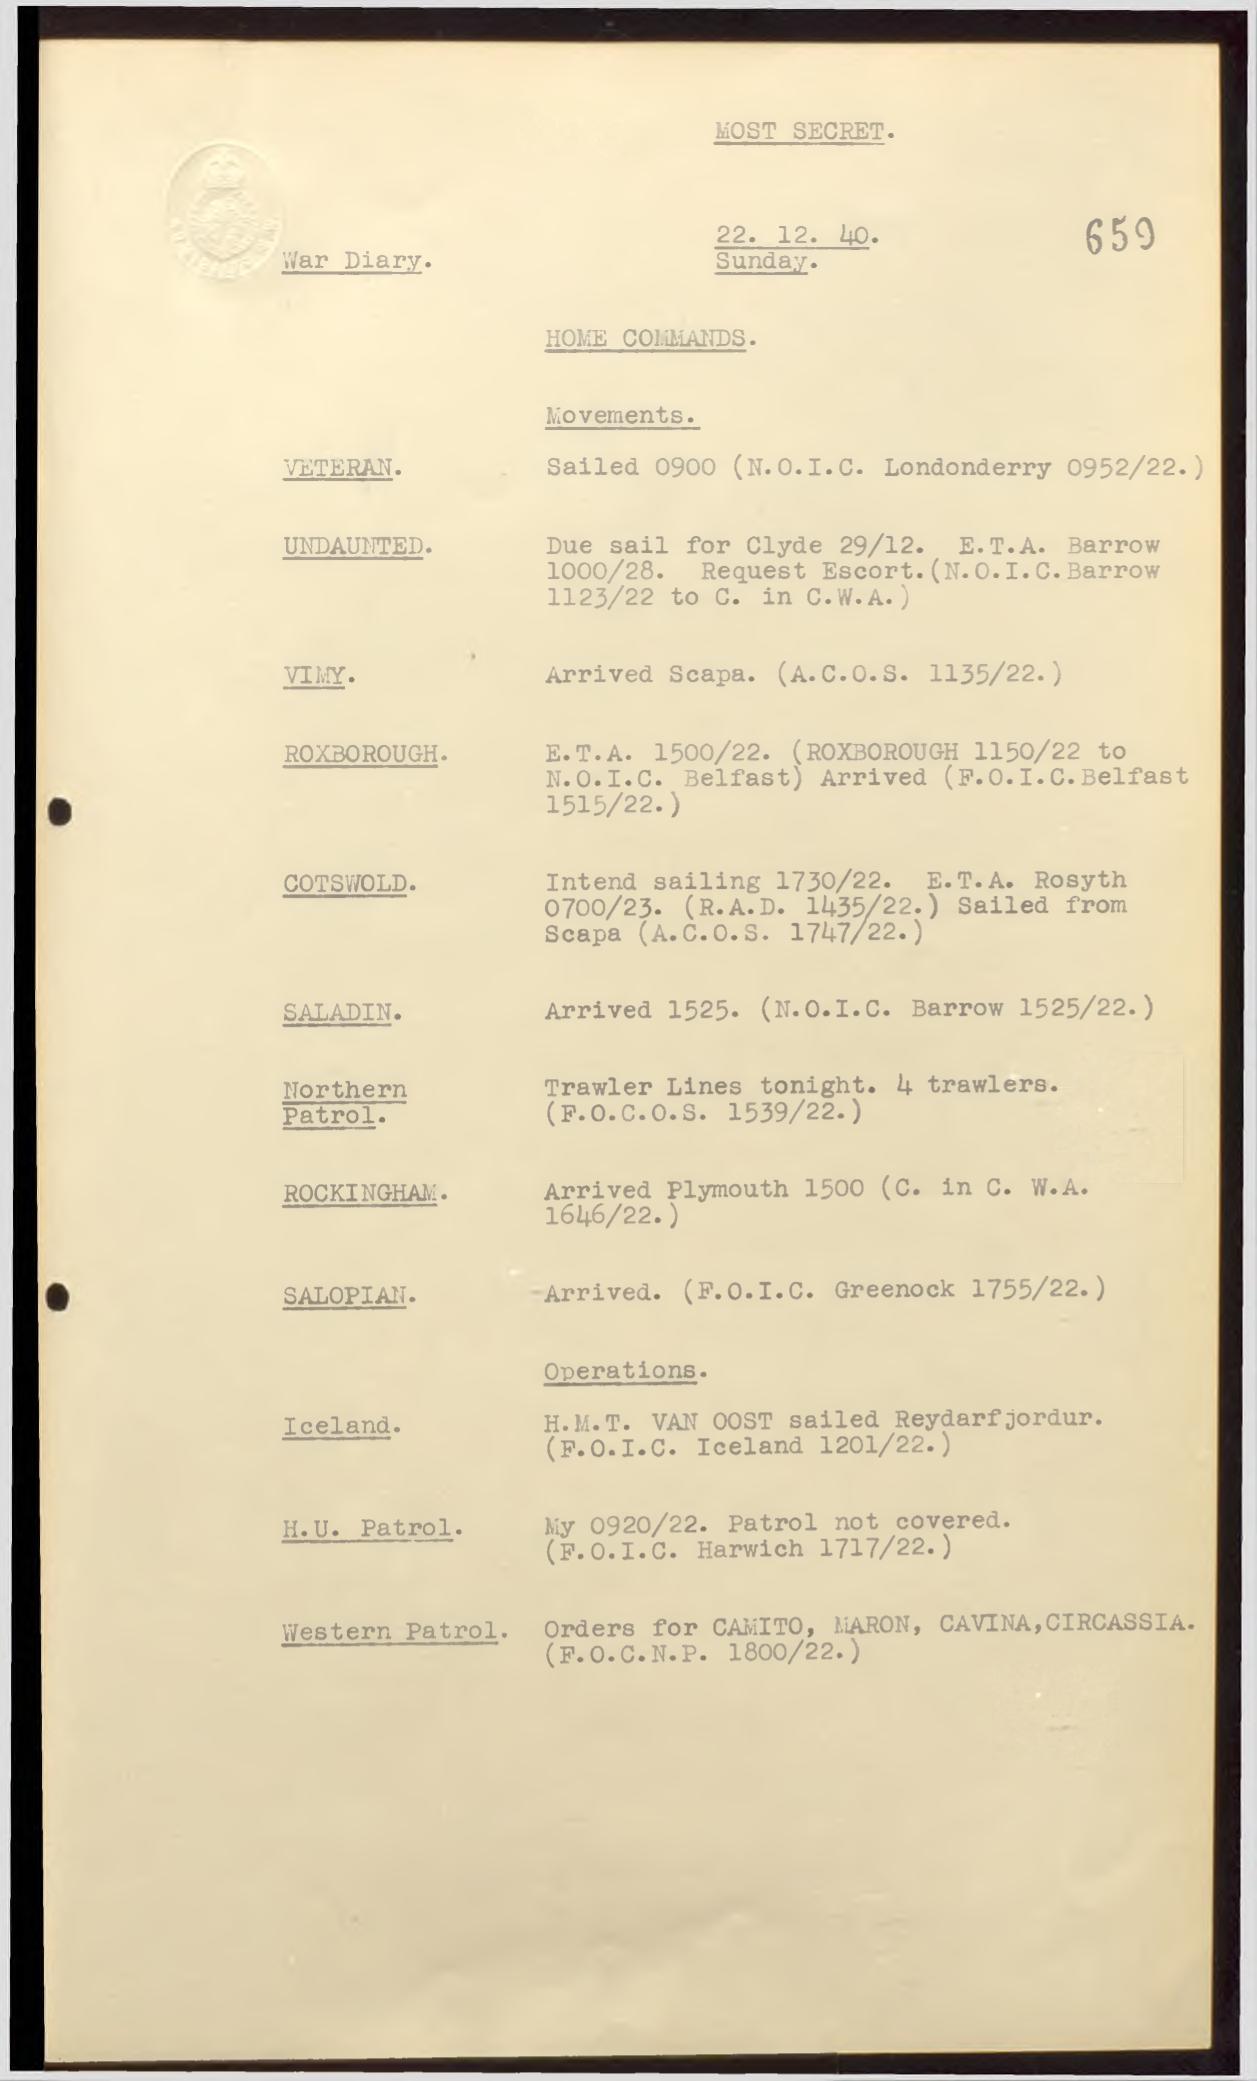 MOST SECRET.
22. 12. 40. 659
War Diary. Sunday.
HOME COMMANDS.
Movements.
VETERAN. Sailed 0900 (N.O.I.C. Londonderry 0952/22.)
UNDAUNTED. Due sail for Clyde 29/12. E.T.A. Barrow
1000/28. Request Escort.(N.O.I.C.Barrow
1123/22 to C. in C.W.A.)
VIMY. Arrived Scapa. (A.C.O.S. 1135/22.)
ROXBOROUGH. E.T.A. 1500/22. (ROXBOROUGH 1150/22 to
N.O.I.C. Belfast) Arrived (F.O.I.C.Belfast
1515/22.)
COTSWOLD. Intend sailing 1730/22. E.T.A. Rosyth
0700/23. (R.A.D. 1435/22.) Sailed from
Scapa (A.C.O.S. 1747/22.)
SALADIN. Arrived 1525. (N.O.I.C. Barrow 1525/22.)
Northern Trawler Lines tonight. 4 trawlers.
Patrol. (F.O.C.O.S. 1539/22.)
ROCKINGHAM. Arrived Plymouth 1500 (C. in C. W.A.
1646/22.)
SALOPIAN. Arrived. (F.O.I.C. Greenock 1755/22.)
Operations.
Iceland. H.M.T. VAN OOST sailed Reydarfjordur.
(F.O.I.C. Iceland 1201/22.)
H.U. Patrol. My 0920/22. Patrol not covered.
(F.O.I.C. Harwich 1717/22.)
Western Patrol. Orders for CAMITO, MARON, CAVINA,CIRCASSIA.
(F.O.C.N.P. 1800/22.)